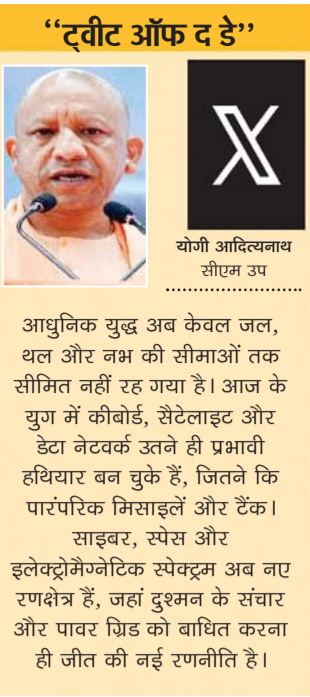 “ट्वीट ऑफ द डे”
योगी आदित्यनाथ
सीएम उप
आधुनिक युद्ध अब केवल जल,
थल और नभ की सीमाओं तक
सीमित नहीं रह गया है। आज के
युग में कीबोर्ड, सैटेलाइट और
डेटा नेटवर्क उतने ही प्रभावी
हथियार बन चुके हैं, जितने कि
पारंपरिक मिसाइलें और टैंक।
साइबर, स्पेस और
इलेक्ट्रोमैग्नेटिक स्पेक्ट्रम अब नए
रणक्षेत्र हैं, जहां दुश्मन के संचार
और पावर ग्रिड को बाधित करना
ही जीत की नई रणनीति है।